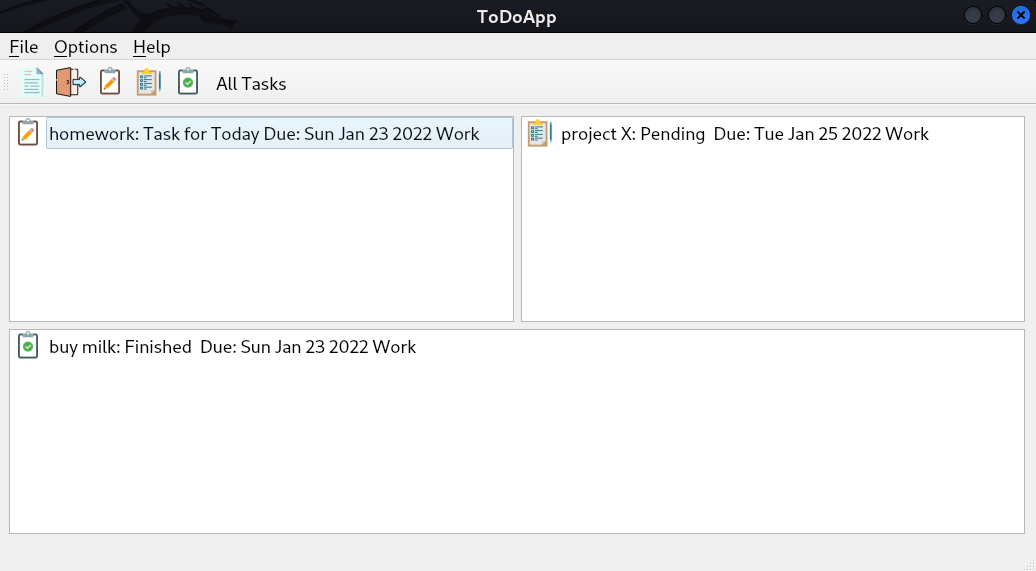 ToDoApp
File Options Help
All Tasks
homework: Task for Today Due: Sun Jan 23 2022 Work
project X: Pending  Due: Tue Jan 25 2022 Work
buy milk: Finished  Due: Sun Jan 23 2022 Work